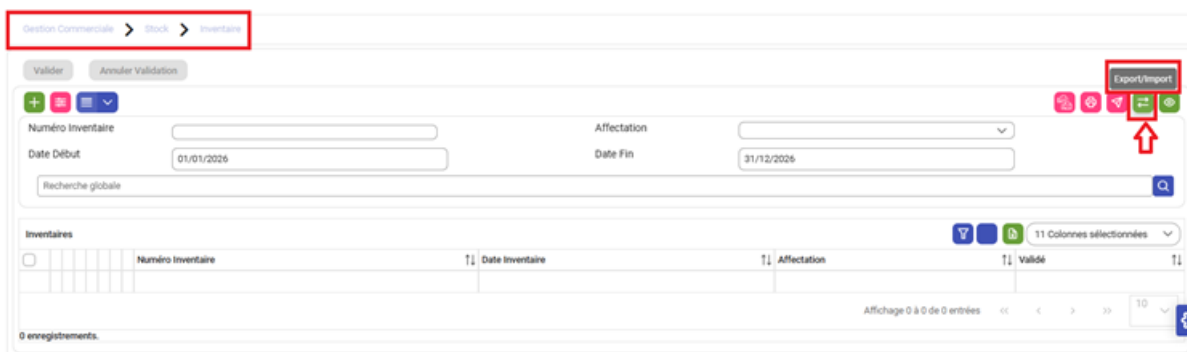 Gestion Commerciale Stock Inventaire
Valider Annuler Validation
Export/Import
Numéro Inventaire Affectation
Date Début 01/01/2026 Date Fin 31/12/2026
Recherche globale
Inventaires 11 Colonnes sélectionnées
Numéro Inventaire Date Inventaire Affectation Validé
Affichage 0 à 0 de 0 entrées << < > >> 10
0 enregistrements.